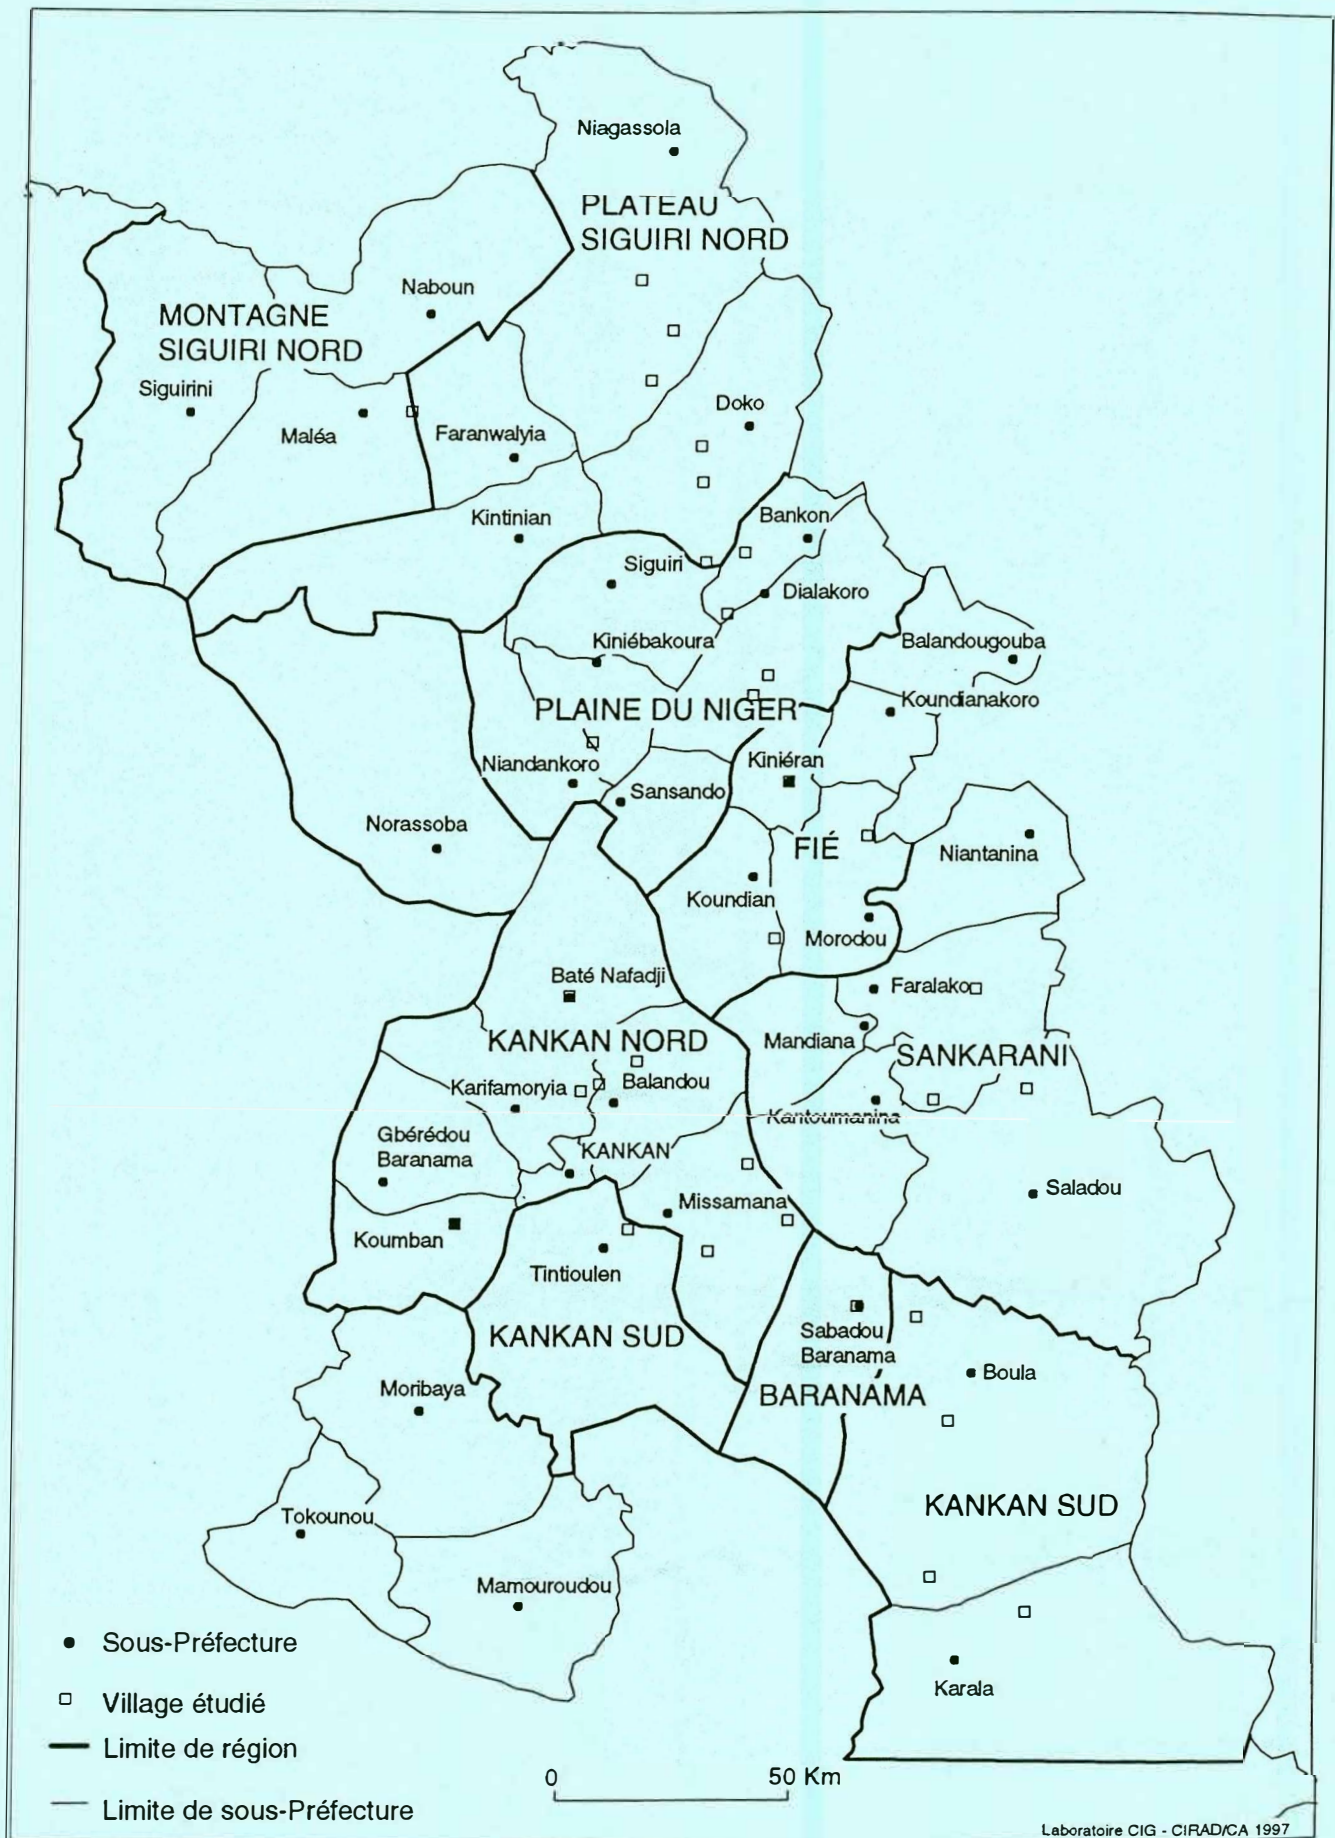 Niagassola
PLATEAU
SIGUIRI NORD
Naboun
MONTAGNE
SIGUIRI NORD
Siguirini
Maléa
Doko
Faranwalyia
Kintinian
Bankon
Siguiri
Dialakoro
Kiniébakoura
Balandougouba
Koundianakoro
PLAINE DU NIGER
Niandankoro
Kiniéran
Sansando
Norassoba
FIÉ
Niantanina
Koundian
Morodou
Baté Nafadji
Faralako
KANKAN NORD
Mandiana
SANKARANI
Karifamoryia
Balandou
Kantoumanina
Gbérédou
Baranama
KANKAN
Saladou
Missamana
Koumban
Tintioulen
KANKAN SUD
Sabadou
Baranama
Boula
Moribaya
BARANAMA
KANKAN SUD
Tokounou
Mamouroudou
Karala
Sous-Préfecture
Village étudié
Limite de région
Limite de sous-Préfecture
0 50 Km
Laboratoire CIG - CIRAD/CA 1997